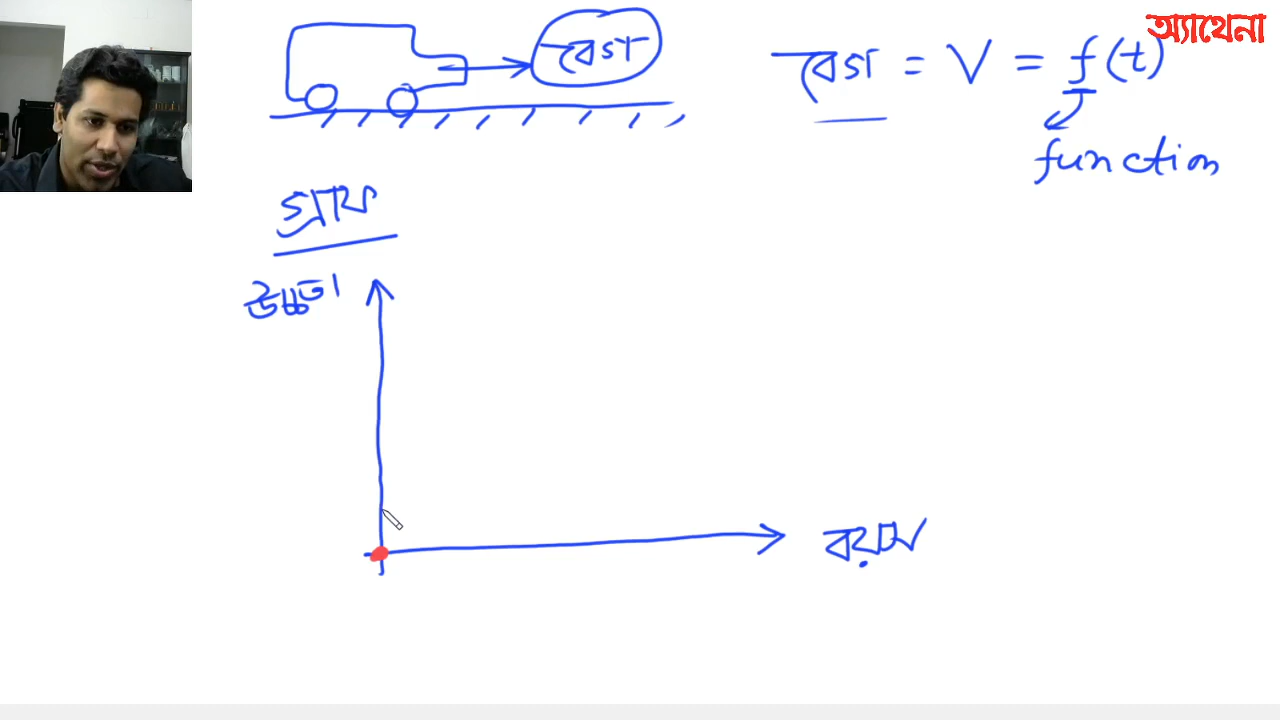 অ্যাথেনা
বেগ
বেগ = V = f(t)
function
গ্রাফ
উচ্চতা
বয়স